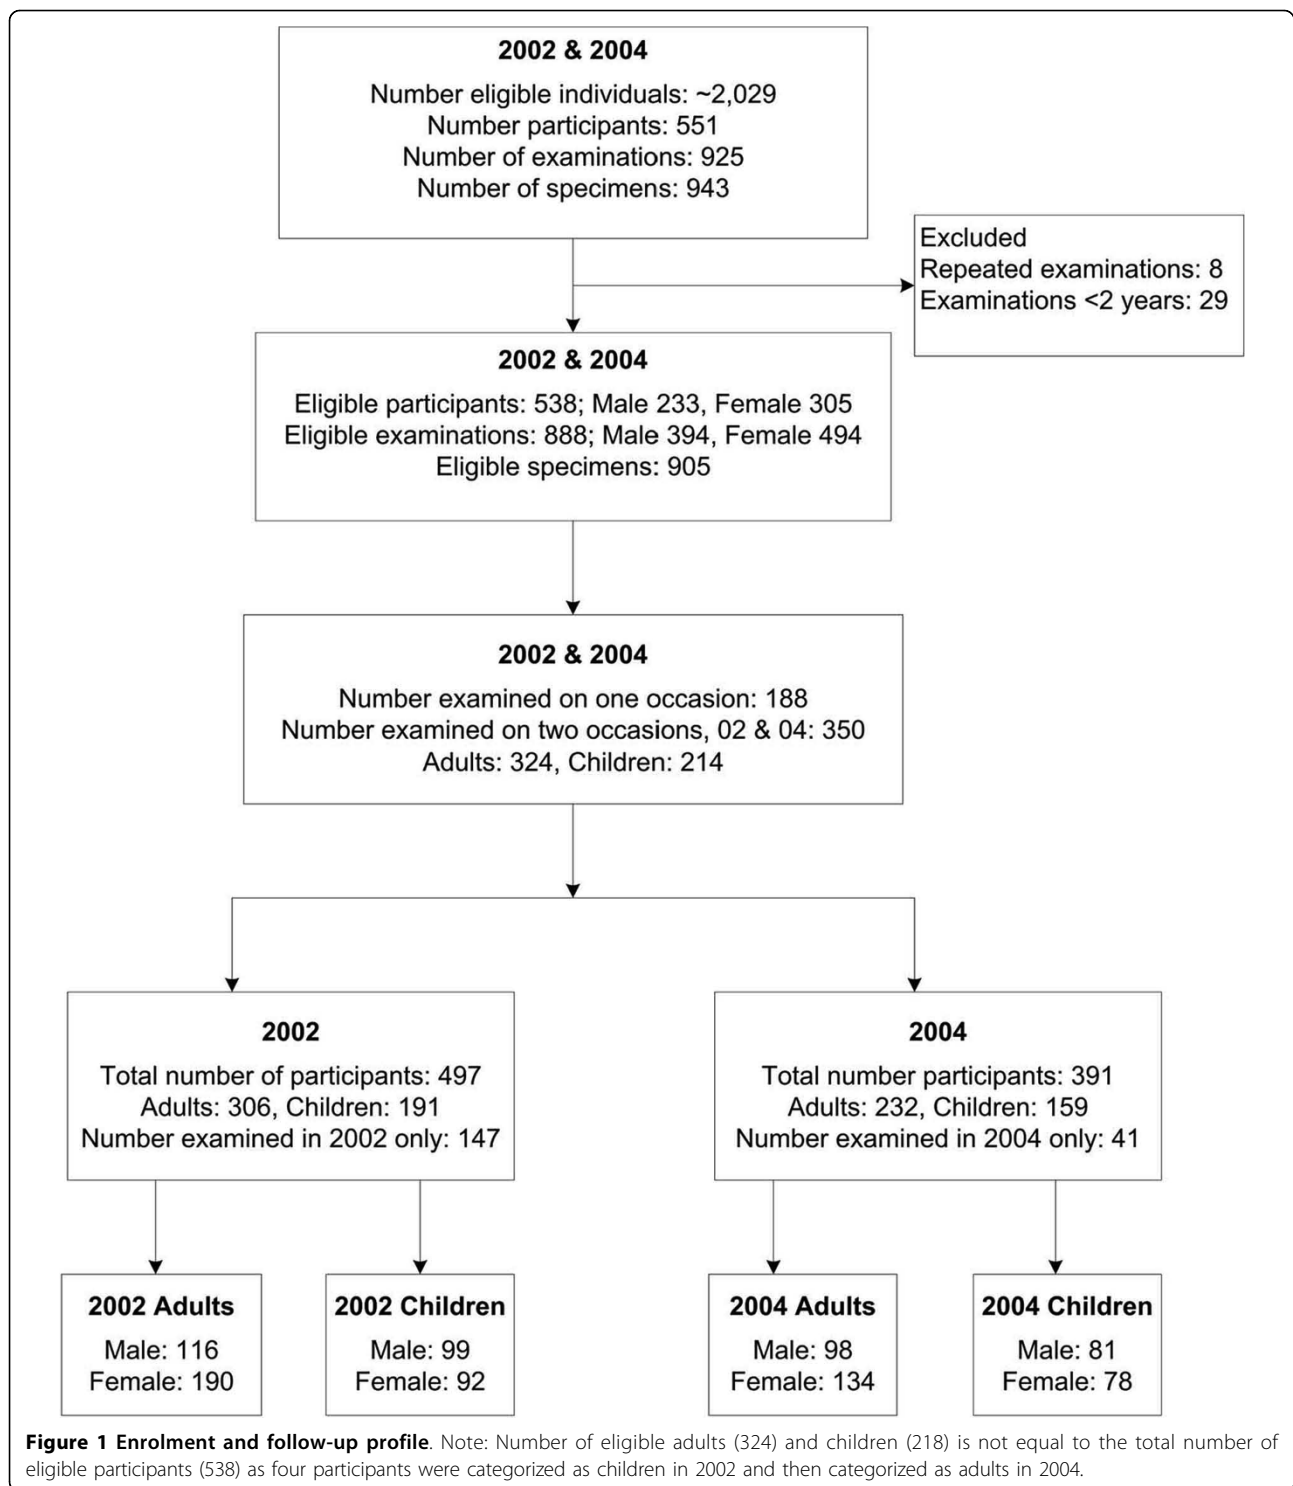 2002 & 2004
Number eligible individuals: ~2,029
Number participants: 551
Number of examinations: 925
Number of specimens: 943
Excluded
Repeated examinations: 8
Examinations <2 years: 29
2002 & 2004
Eligible participants: 538; Male 233, Female 305
Eligible examinations: 888; Male 394, Female 494
Eligible specimens: 905
2002 & 2004
Number examined on one occasion: 188
Number examined on two occasions, 02 & 04: 350
Adults: 324, Children: 214
2002
Total number of participants: 497
Adults: 306, Children: 191
Number examined in 2002 only: 147
2004
Total number participants: 391
Adults: 232, Children: 159
Number examined in 2004 only: 41
2002 Adults
Male: 116
Female: 190
2002 Children
Male: 99
Female: 92
2004 Adults
Male: 98
Female: 134
2004 Children
Male: 81
Female: 78
Figure 1 Enrolment and follow-up profile. Note: Number of eligible adults (324) and children (218) is not equal to the total number of
eligible participants (538) as four participants were categorized as children in 2002 and then categorized as adults in 2004.